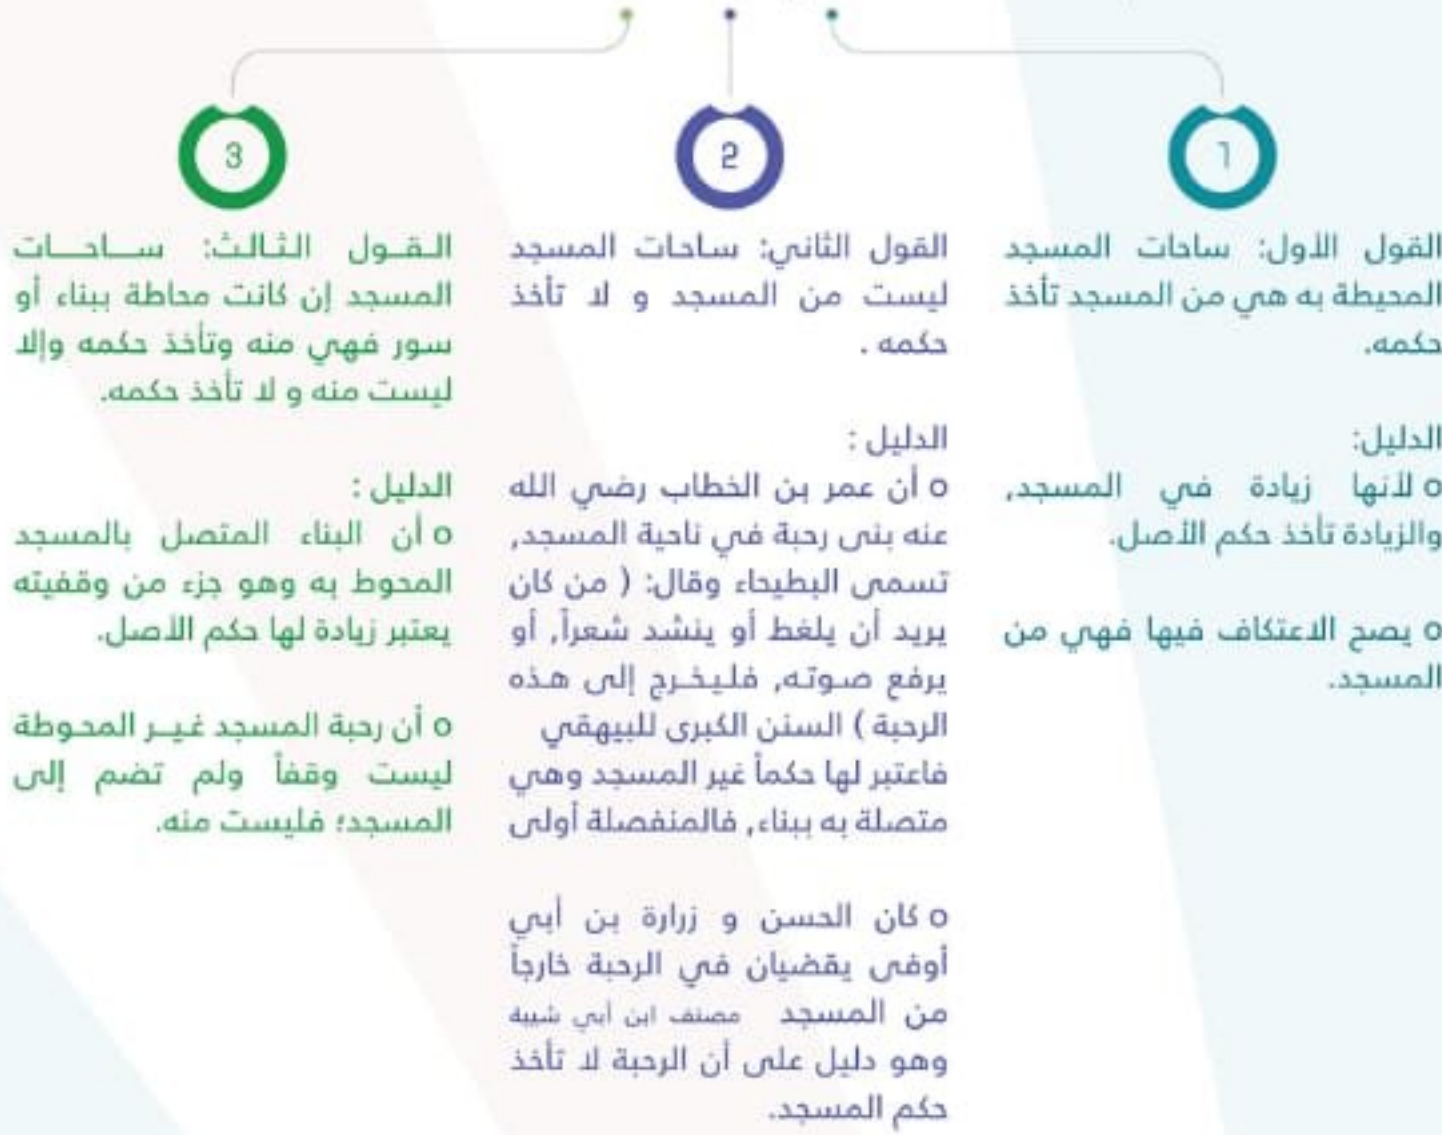 1
القول الأول: ساحات المسجد
المحيطة به هي من المسجد تأخذ
حكمه.
الدليل:
o لأنها زيادة في المسجد,
والزيادة تأخذ حكم الأصل.
o يصح الاعتكاف فيها فهي من
المسجد.
2
القول الثاني: ساحات المسجد
ليست من المسجد و لا تأخذ
حكمه .
الدليل :
o أن عمر بن الخطاب رضي الله
عنه بنى رحبة في ناحية المسجد,
تسمى البطيحاء وقال: ( من كان
يريد أن يلغط أو ينشد شعراً, أو
يرفع صوته, فليخرج إلى هذه
الرحبة ) السنن الكبرى للبيهقي
فاعتبر لها حكماً غير المسجد وهي
متصلة به ببناء, فالمنفصلة أولى
o كان الحسن و زرارة بن أبي
أوفى يقضيان في الرحبة خارجاً
من المسجد مصنف ابن أبي شيبة
وهو دليل على أن الرحبة لا تأخذ
حكم المسجد.
3
القول الثالث: ساحات
المسجد إن كانت محاطة ببناء أو
سور فهي منه وتأخذ حكمه وإلا
ليست منه و لا تأخذ حكمه.
الدليل :
o أن البناء المتصل بالمسجد
المحوط به وهو جزء من وقفيته
يعتبر زيادة لها حكم الأصل.
o أن رحبة المسجد غير المحوطة
ليست وقفاً ولم تضم إلى
المسجد؛ فليست منه.